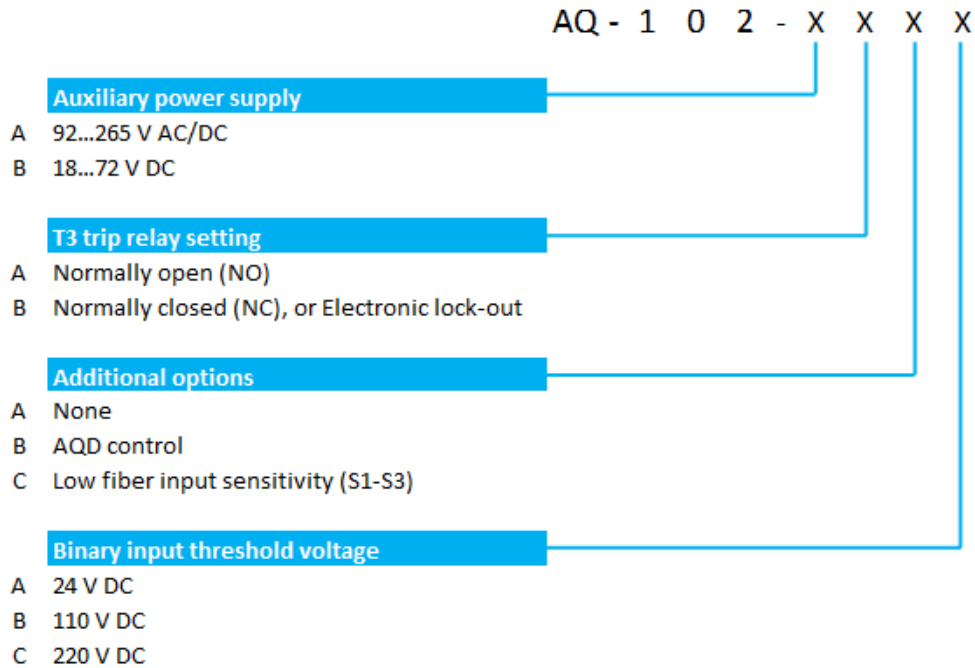 AQ - 1 0 2 - X X X X
Auxiliary power supply
A 92...265 V AC/DC
B 18...72 V DC
T3 trip relay setting
A Normally open (NO)
B Normally closed (NC), or Electronic lock-out
Additional options
A None
B AQD control
C Low fiber input sensitivity (S1-S3)
Binary input threshold voltage
A 24 V DC
B 110 V DC
C 220 V DC